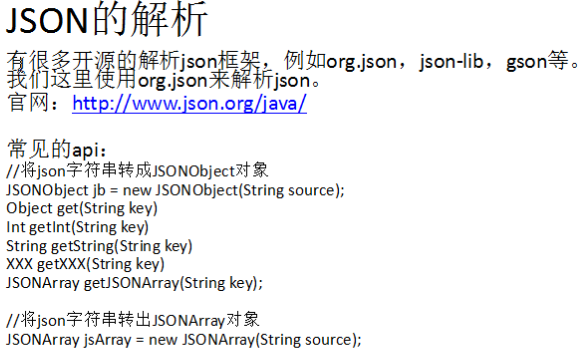 JSON的解析
有很多开源的解析json框架，例如org.json，json-lib，gson等。
我们这里使用org.json来解析json。
官网：http://www.json.org/java/
常见的api：
//将json字符串转成JSONObject对象
JSONObject jb = new JSONObject(String source);
Object get(String key)
Int getInt(String key)
String getString(String key)
XXX getXXX(String key)
JSONArray getJSONArray(String key);
//将json字符串转出JSONArray对象
JSONArray jsArray = new JSONArray(String source);